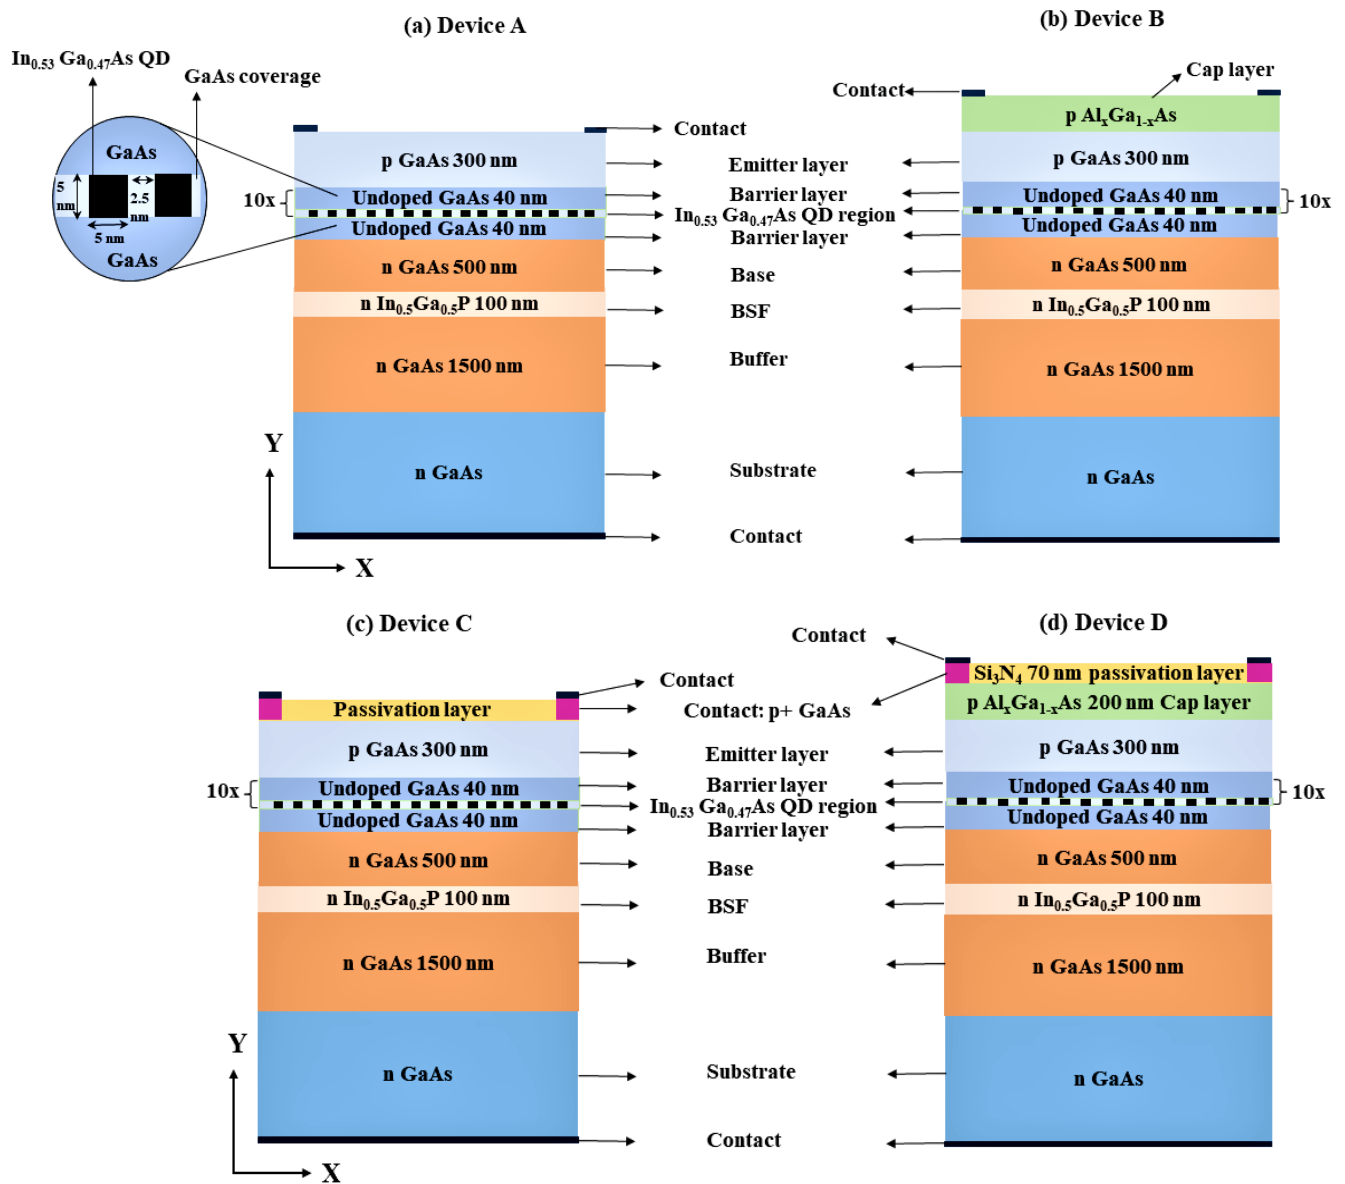 (a) Device A
In0.53 Ga0.47As QD
GaAs coverage
GaAs
5 nm
2.5 nm
5 nm
GaAs
10x
p GaAs 300 nm
Undoped GaAs 40 nm
Undoped GaAs 40 nm
n GaAs 500 nm
n In0.5Ga0.5P 100 nm
n GaAs 1500 nm
n GaAs
Y
X
Contact
Emitter layer
Barrier layer
In0.53 Ga0.47As QD region
Barrier layer
Base
BSF
Buffer
Substrate
Contact
(b) Device B
Cap layer
Contact
p AlxGa1-xAs
p GaAs 300 nm
Undoped GaAs 40 nm
10x
Undoped GaAs 40 nm
n GaAs 500 nm
n In0.5Ga0.5P 100 nm
n GaAs 1500 nm
n GaAs
(c) Device C
Passivation layer
p GaAs 300 nm
10x
Undoped GaAs 40 nm
Undoped GaAs 40 nm
n GaAs 500 nm
n In0.5Ga0.5P 100 nm
n GaAs 1500 nm
n GaAs
Y
X
Contact
Contact: p+ GaAs
Emitter layer
Barrier layer
In0.53 Ga0.47As QD region
Barrier layer
Base
BSF
Buffer
Substrate
Contact
(d) Device D
Contact
Si3N4 70 nm passivation layer
p AlxGa1-xAs 200 nm Cap layer
p GaAs 300 nm
Undoped GaAs 40 nm
10x
Undoped GaAs 40 nm
n GaAs 500 nm
n In0.5Ga0.5P 100 nm
n GaAs 1500 nm
n GaAs